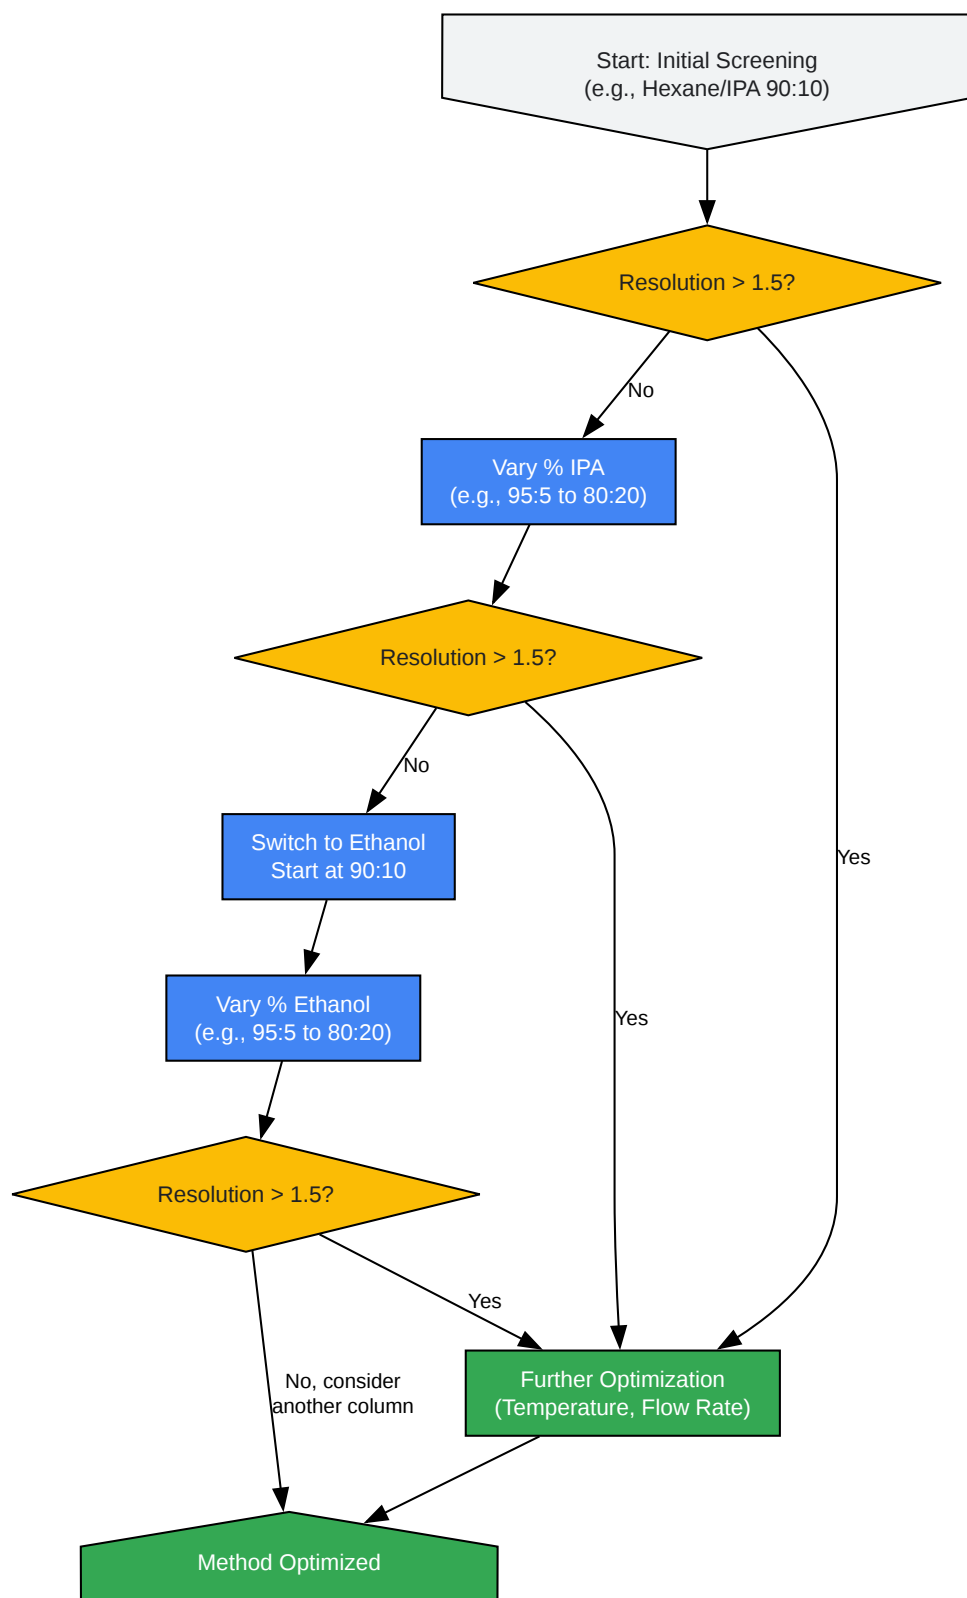 Start: Initial Screening
(e.g., Hexane/IPA 90:10)
Resolution > 1.5?
No
Vary % IPA
(e.g., 95:5 to 80:20)
Resolution > 1.5?
No
Switch to Ethanol
Start at 90:10
Yes
Vary % Ethanol
(e.g., 95:5 to 80:20)
Yes
Resolution > 1.5?
Yes
No, consider
another column
Further Optimization
(Temperature, Flow Rate)
Method Optimized